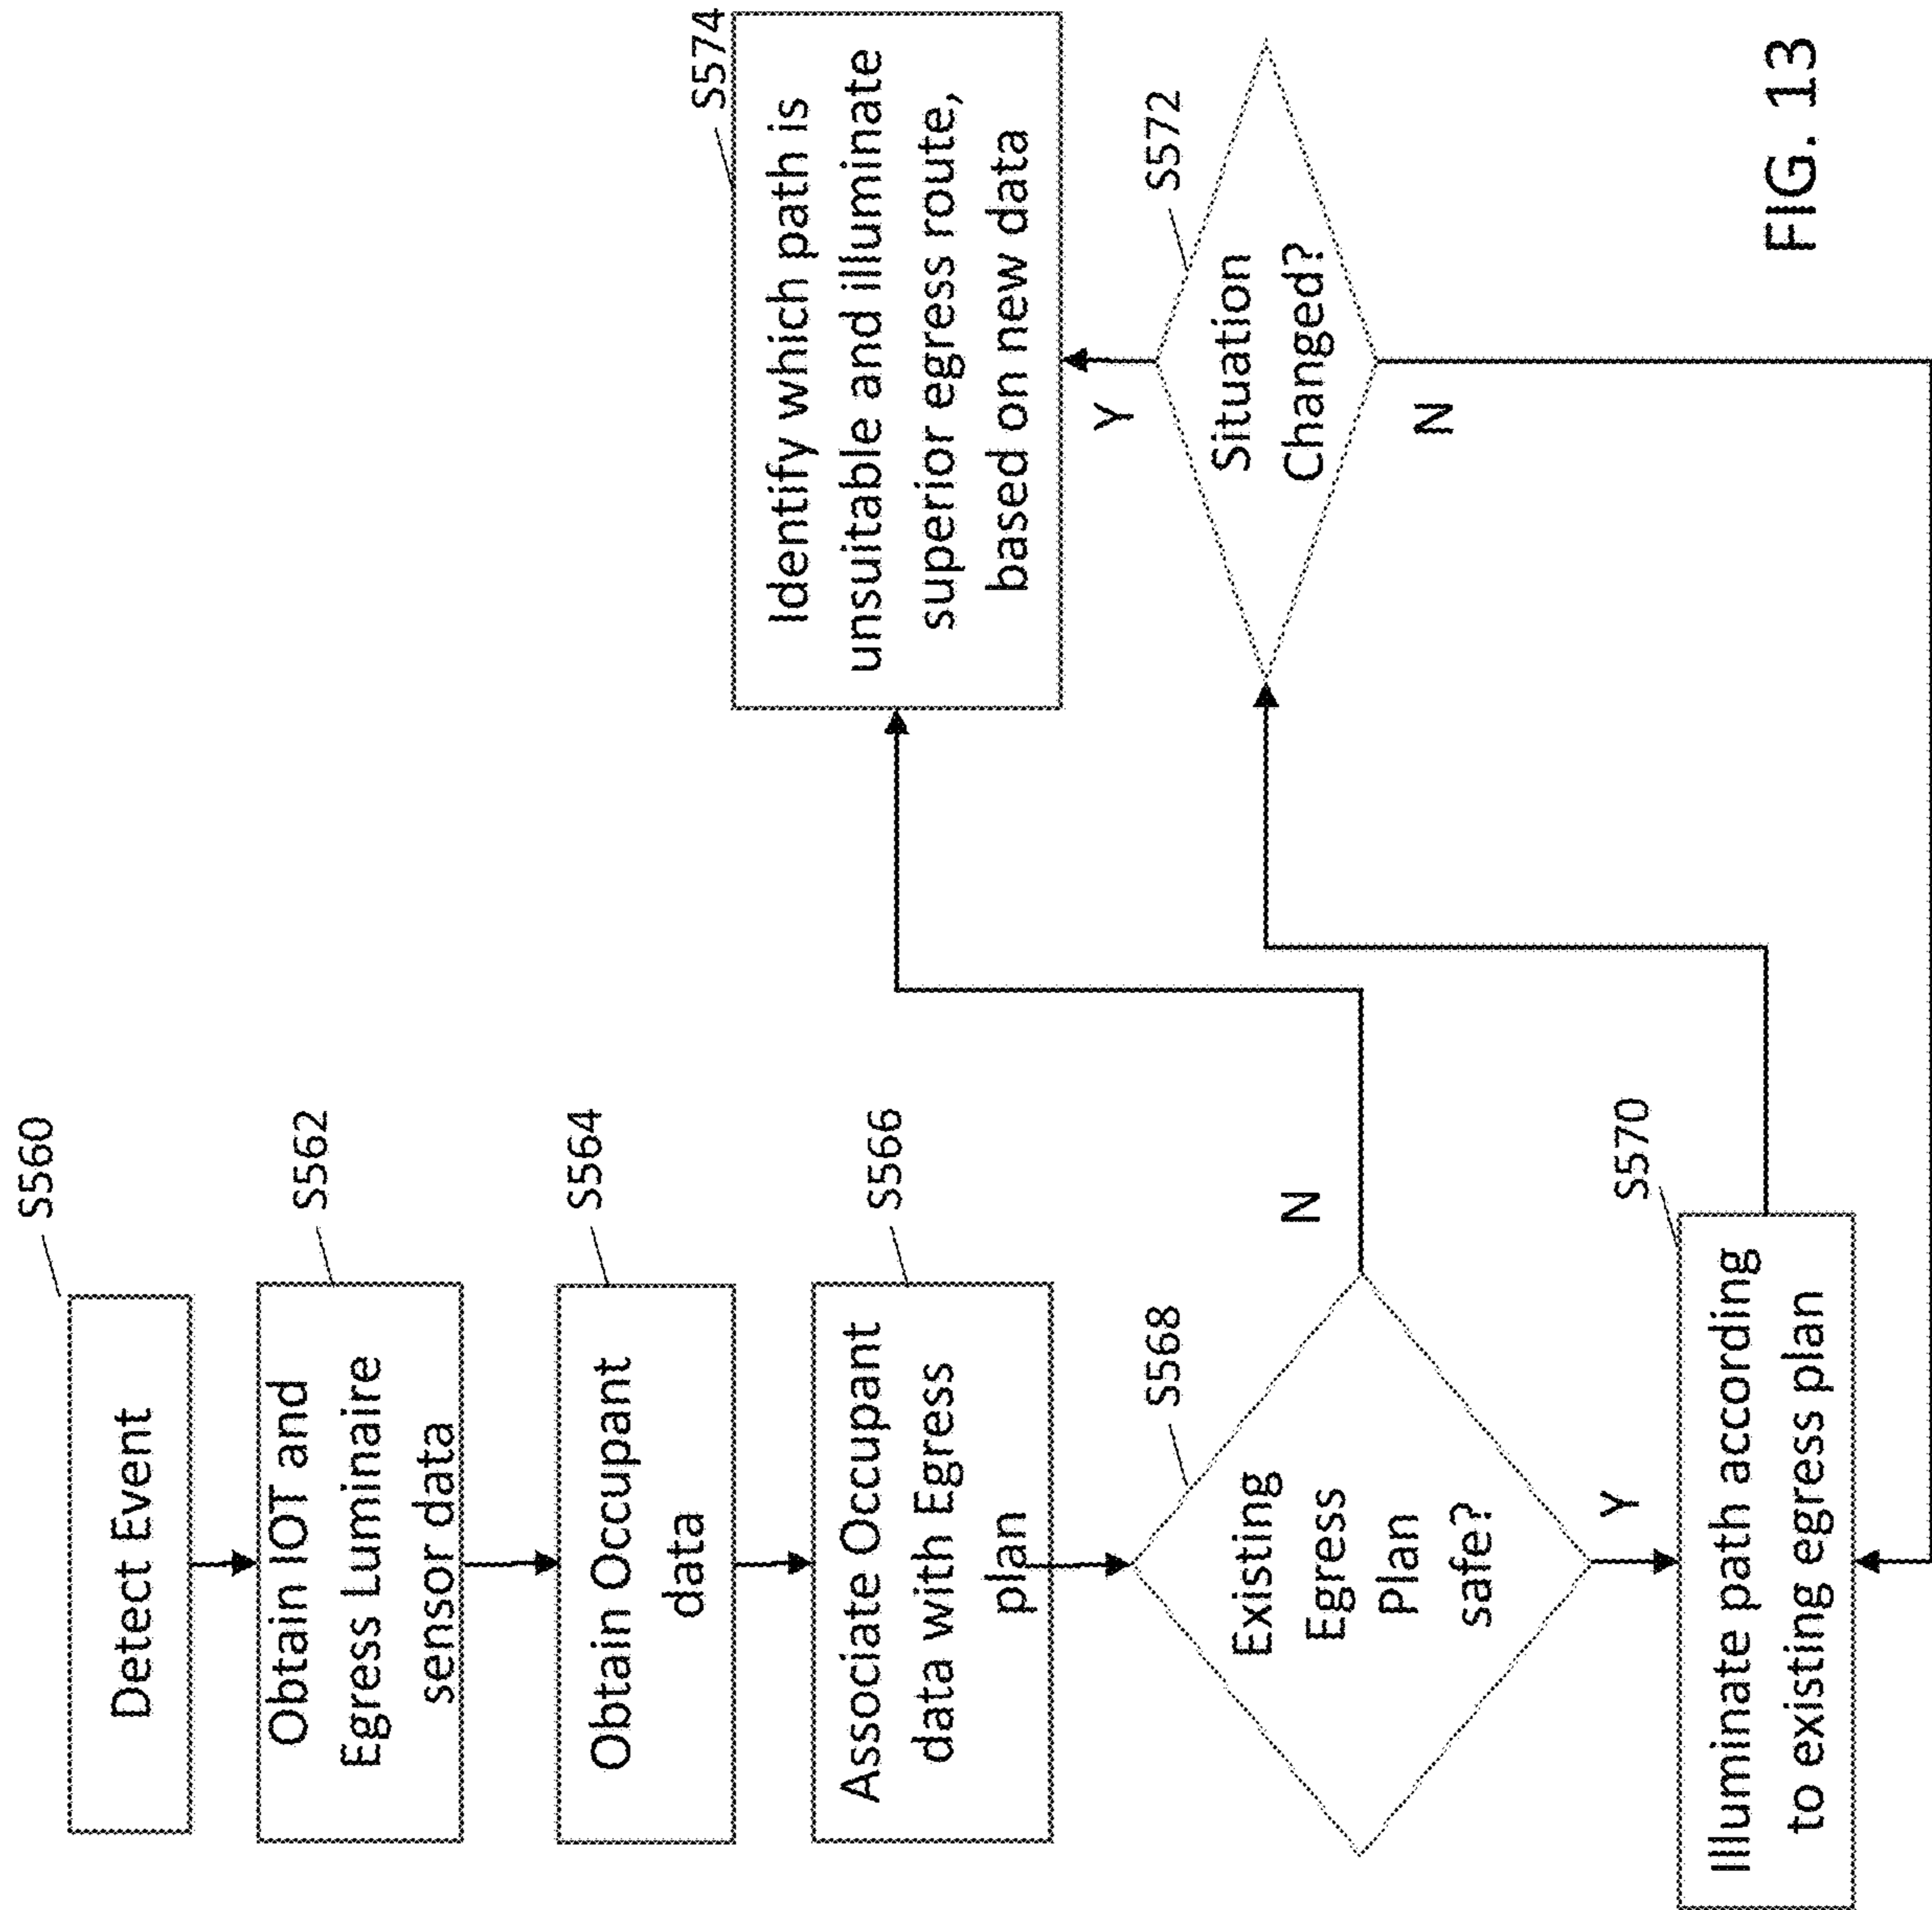 S560
Detect Event
S562
Obtain IOT and
Egress Luminaire
sensor data
S564
Obtain Occupant
data
S566
Associate Occupant
data with Egress
plan
S568
Existing
Egress
Plan
safe?
N
Y
S570
Illuminate path according
to existing egress plan
S574
Identify which path is
unsuitable and illuminate
superior egress route,
based on new data
Y
S572
Situation
Changed?
N
FIG. 13